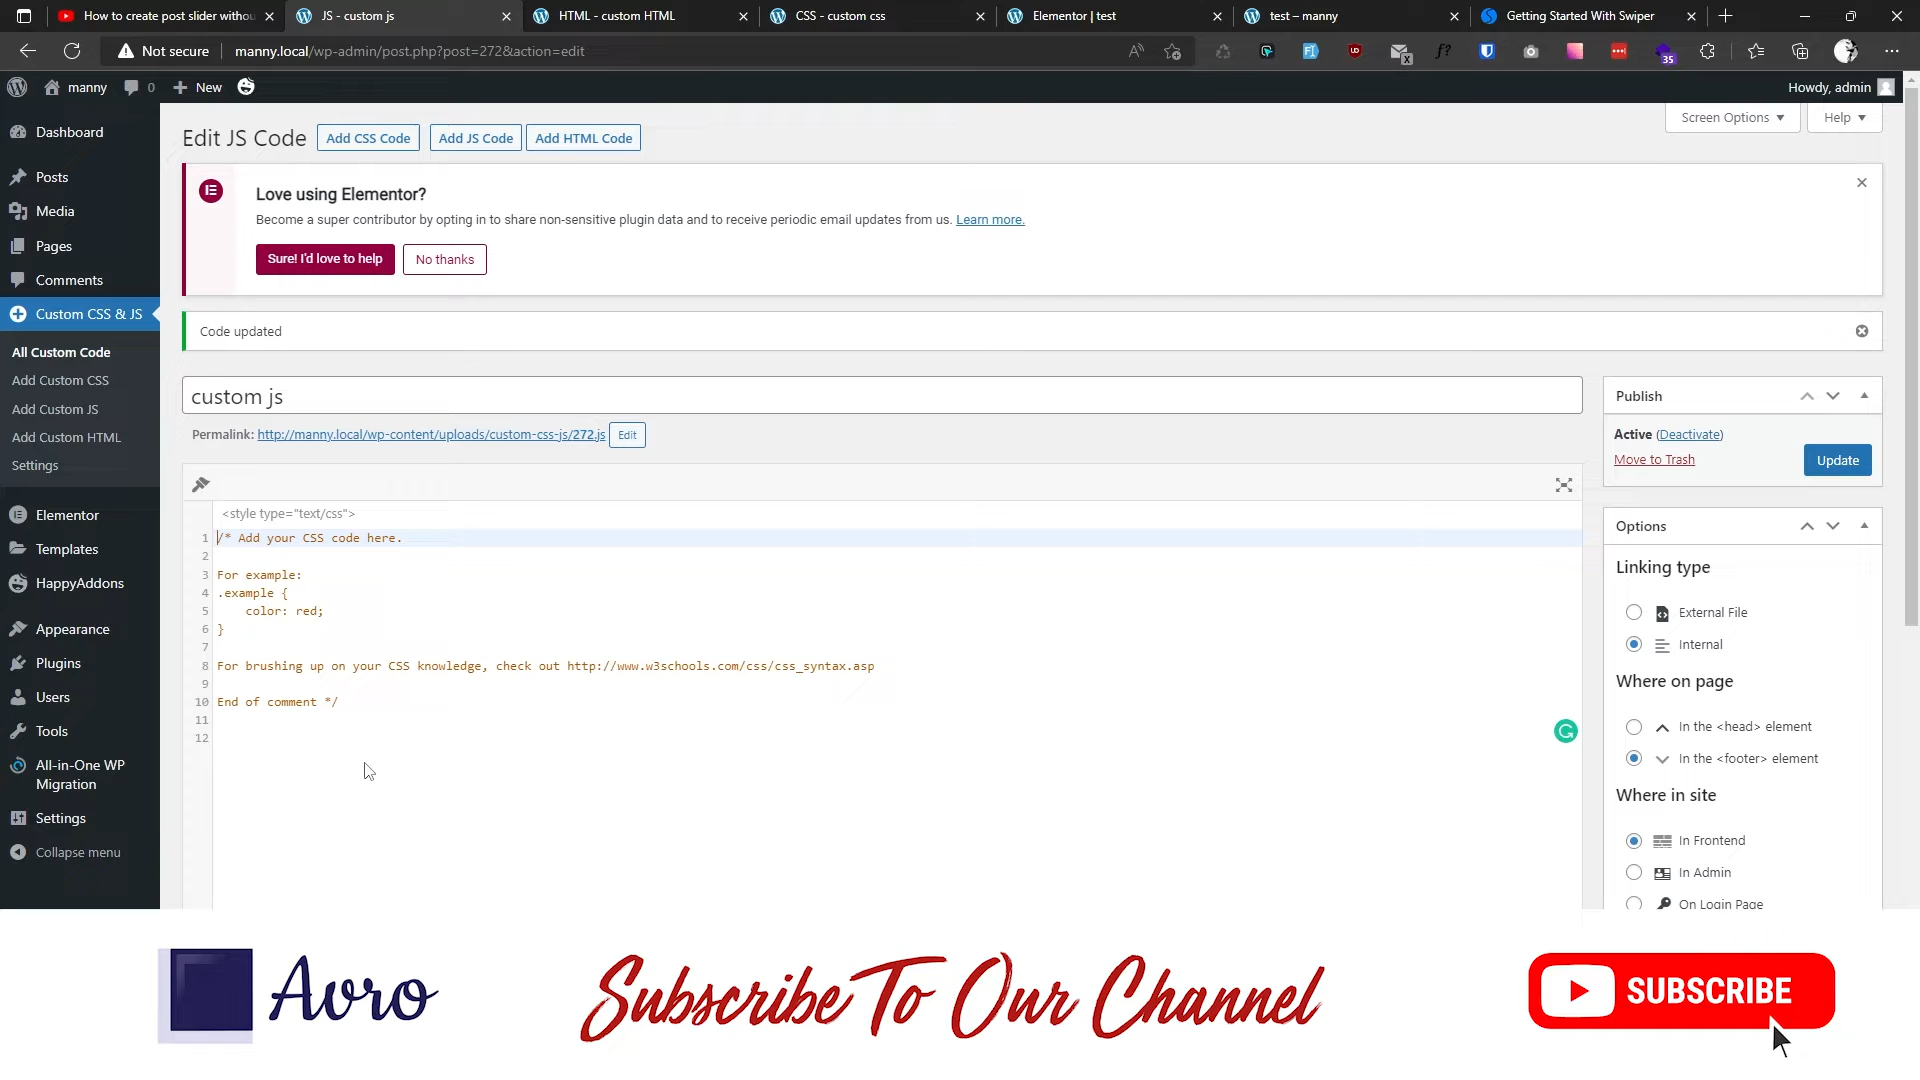 How to create post slider withou
JS - custom js
HTML - custom HTML
CSS - custom css
Elementor | test
test – manny
Getting Started With Swiper
Not secure
manny.local/wp-admin/post.php?post=272&action=edit
35
manny
0
New
Howdy, admin
Dashboard
Posts
Media
Pages
Comments
Custom CSS & JS
All Custom Code
Add Custom CSS
Add Custom JS
Add Custom HTML
Settings
Elementor
Templates
HappyAddons
Appearance
Plugins
Users
Tools
All-in-One WP
Migration
Settings
Collapse menu
Screen Options
Help
Edit JS Code
Add CSS Code
Add JS Code
Add HTML Code
Love using Elementor?
Become a super contributor by opting in to share non-sensitive plugin data and to receive periodic email updates from us. Learn more.
Sure! I'd love to help
No thanks
Code updated
custom js
Permalink: http://manny.local/wp-content/uploads/custom-css-js/272.js
Edit
<style type="text/css">
1 /* Add your CSS code here.
2
3 For example:
4 .example {
5 color: red;
6 }
7
8 For brushing up on your CSS knowledge, check out http://www.w3schools.com/css/css_syntax.asp
9
10 End of comment */
11
12
Publish
Active (Deactivate)
Move to Trash
Update
Options
Linking type
External File
Internal
Where on page
In the <head> element
In the <footer> element
Where in site
In Frontend
In Admin
On Login Page
Avro
Subscribe To Our Channel
SUBSCRIBE